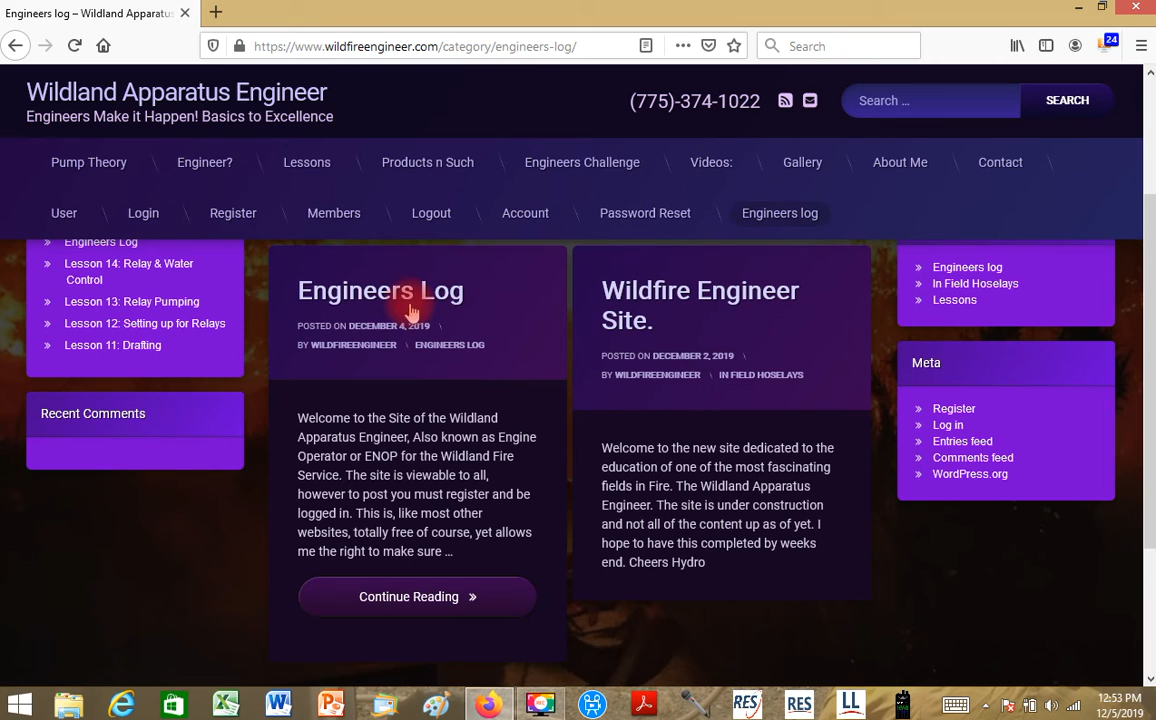 Engineers log – Wildland Apparatus
https://www.wildfireengineer.com/category/engineers-log/
Search
24
Wildland Apparatus Engineer
Engineers Make it Happen! Basics to Excellence
(775)-374-1022
Search ...
SEARCH
Pump Theory
Engineer?
Lessons
Products n Such
Engineers Challenge
Videos:
Gallery
About Me
Contact
User
Login
Register
Members
Logout
Account
Password Reset
Engineers log
Engineers Log
Lesson 14: Relay & Water
Control
Lesson 13: Relay Pumping
Lesson 12: Setting up for Relays
Lesson 11: Drafting
Recent Comments
Engineers Log
POSTED ON DECEMBER 4, 2019 \
BY WILDFIREENGINEER \ ENGINEERS LOG
Welcome to the Site of the Wildland
Apparatus Engineer, Also known as Engine
Operator or ENOP for the Wildland Fire
Service. The site is viewable to all,
however to post you must register and be
logged in. This is, like most other
websites, totally free of course, yet allows
me the right to make sure ...
Continue Reading »
Wildfire Engineer
Site.
POSTED ON DECEMBER 2, 2019 \
BY WILDFIREENGINEER \ IN FIELD HOSELAYS
Welcome to the new site dedicated to the
education of one of the most fascinating
fields in Fire. The Wildland Apparatus
Engineer. The site is under construction
and not all of the content up as of yet. I
hope to have this completed by weeks
end. Cheers Hydro
Engineers log
In Field Hoselays
Lessons
Meta
Register
Log in
Entries feed
Comments feed
WordPress.org
REC
RES
RES
LL
12:53 PM
12/5/2019